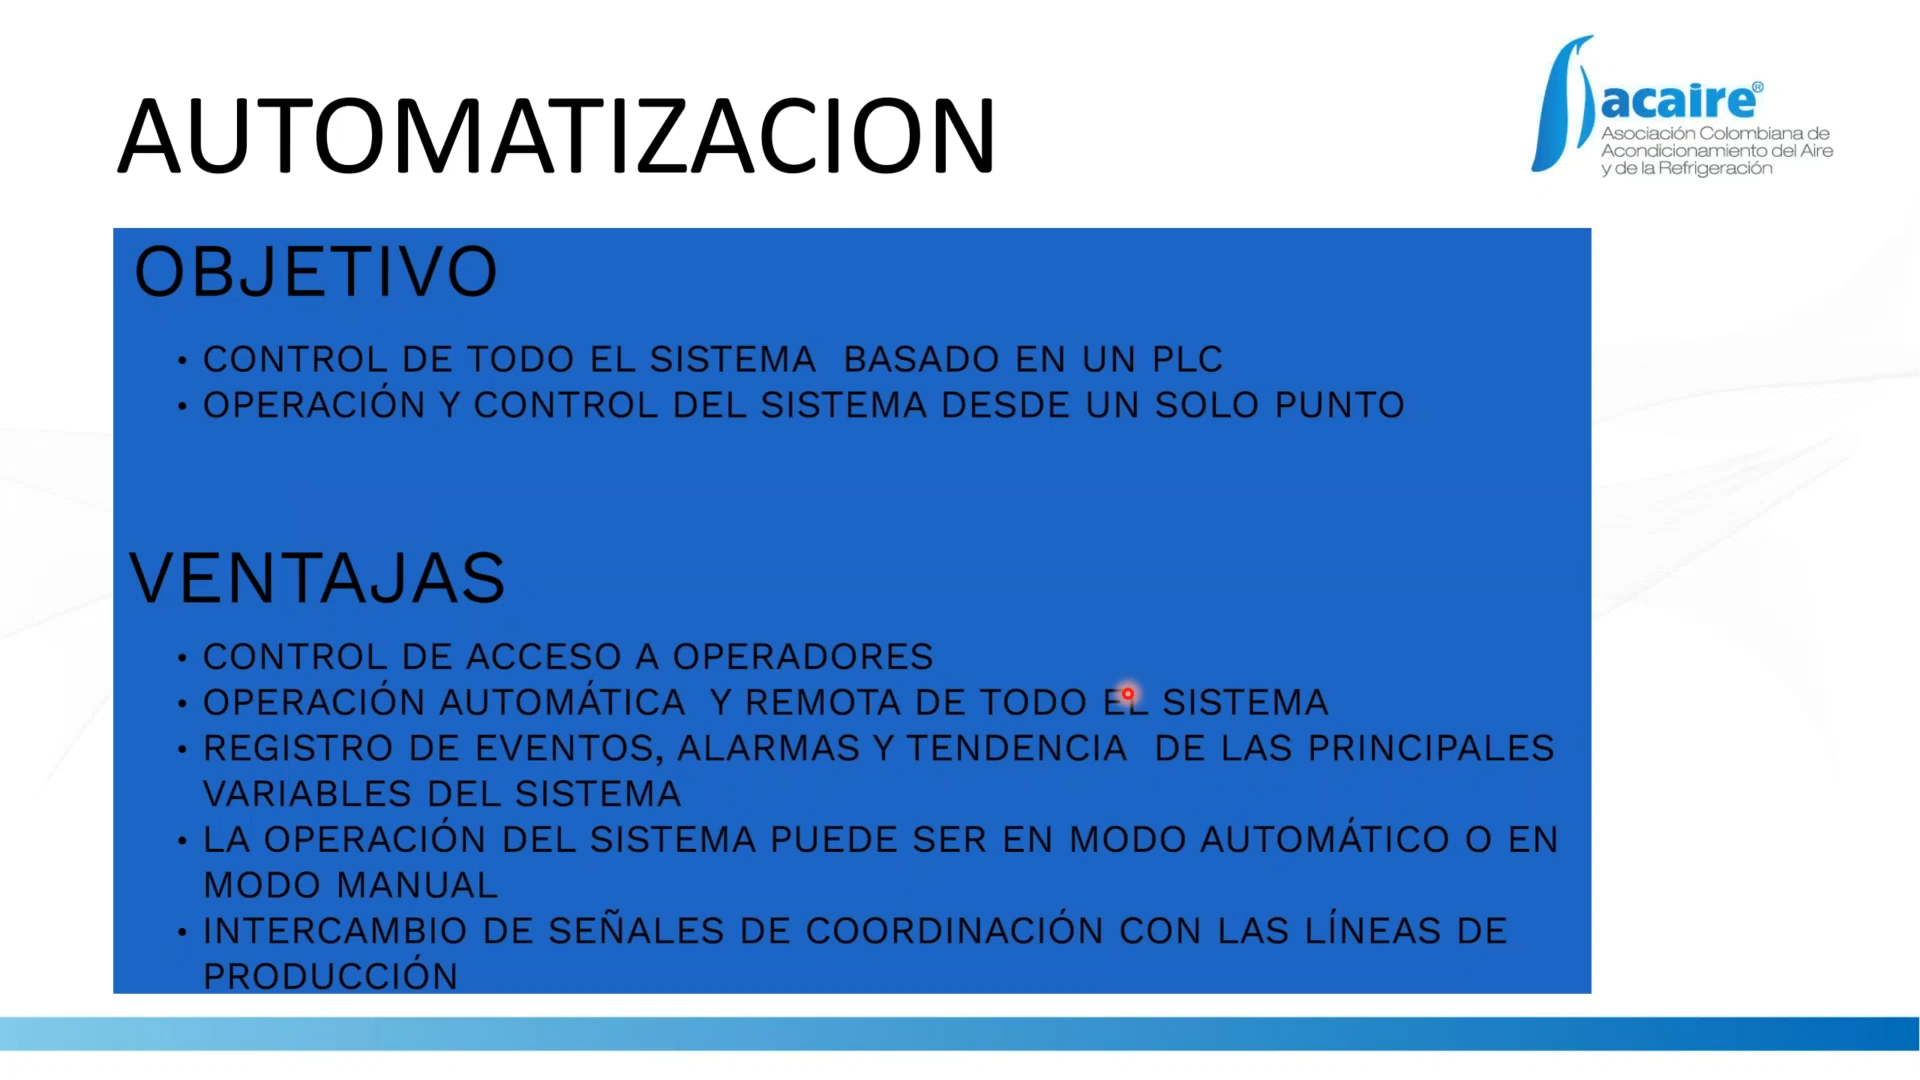 AUTOMATIZACION
acaire®
Asociación Colombiana de
Acondicionamiento del Aire
y de la Refrigeración
OBJETIVO
• CONTROL DE TODO EL SISTEMA BASADO EN UN PLC
• OPERACIÓN Y CONTROL DEL SISTEMA DESDE UN SOLO PUNTO
VENTAJAS
• CONTROL DE ACCESO A OPERADORES
• OPERACIÓN AUTOMÁTICA Y REMOTA DE TODO EL SISTEMA
• REGISTRO DE EVENTOS, ALARMAS Y TENDENCIA DE LAS PRINCIPALES
VARIABLES DEL SISTEMA
• LA OPERACIÓN DEL SISTEMA PUEDE SER EN MODO AUTOMÁTICO O EN
MODO MANUAL
• INTERCAMBIO DE SEÑALES DE COORDINACIÓN CON LAS LÍNEAS DE
PRODUCCIÓN